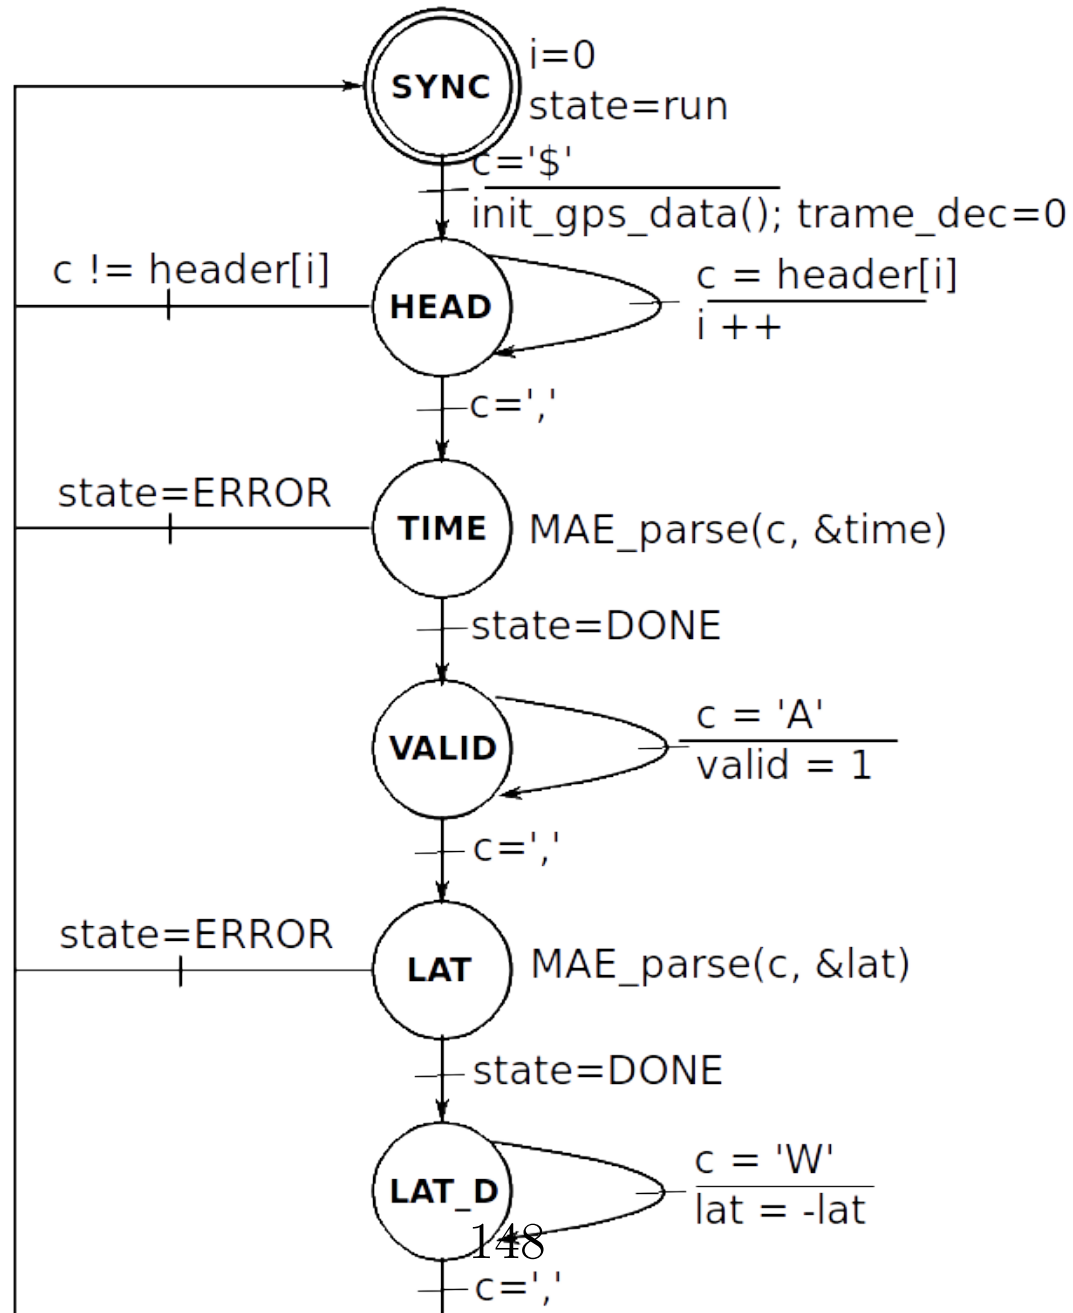 SYNC
i=0
state=run
c='$'
init_gps_data(); trame_dec=0
c != header[i]
HEAD
c = header[i]
i ++
c=','
state=ERROR
TIME
MAE_parse(c, &time)
state=DONE
VALID
c = 'A'
valid = 1
c=','
state=ERROR
LAT
MAE_parse(c, &lat)
state=DONE
LAT_D
c = 'W'
lat = -lat
148
c=','